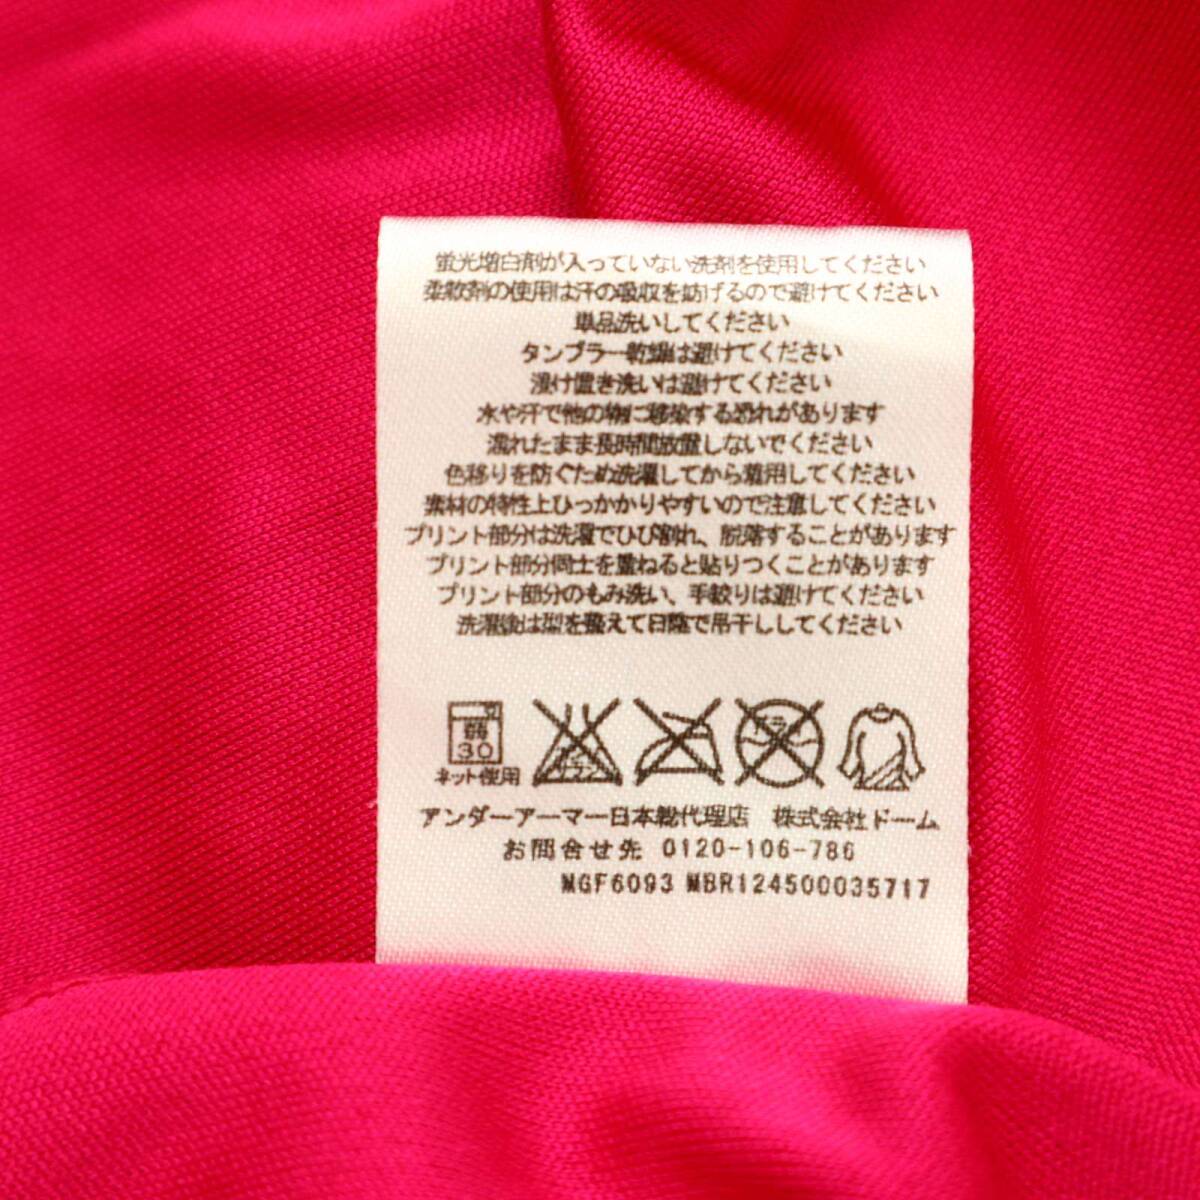 蛍光増白剤が入っていない洗剤を使用してください
柔軟剤の使用は汗の吸収を妨げるので避けてください
単品洗いしてください
タンブラー乾燥は避けてください
浸け置き洗いは避けてください
水や汗で他の物に移染する恐れがあります
濡れたまま長時間放置しないでください
色移りを防ぐため洗濯してから着用してください
素材の特性上ひっかかりやすいので注意してください
プリント部分は洗濯でひび割れ、脱落することがあります
プリント部分同士を重ねると貼りつくことがあります
プリント部分のもみ洗い、手絞りは避けてください
洗濯後は型を整えて日陰で吊干ししてください
弱
30
ネット使用
エンソサラシ
ドライ
アンダーアーマー日本総代理店 株式会社ドーム
お問合せ先 0120-106-786
MGF6093 MBR124500035717